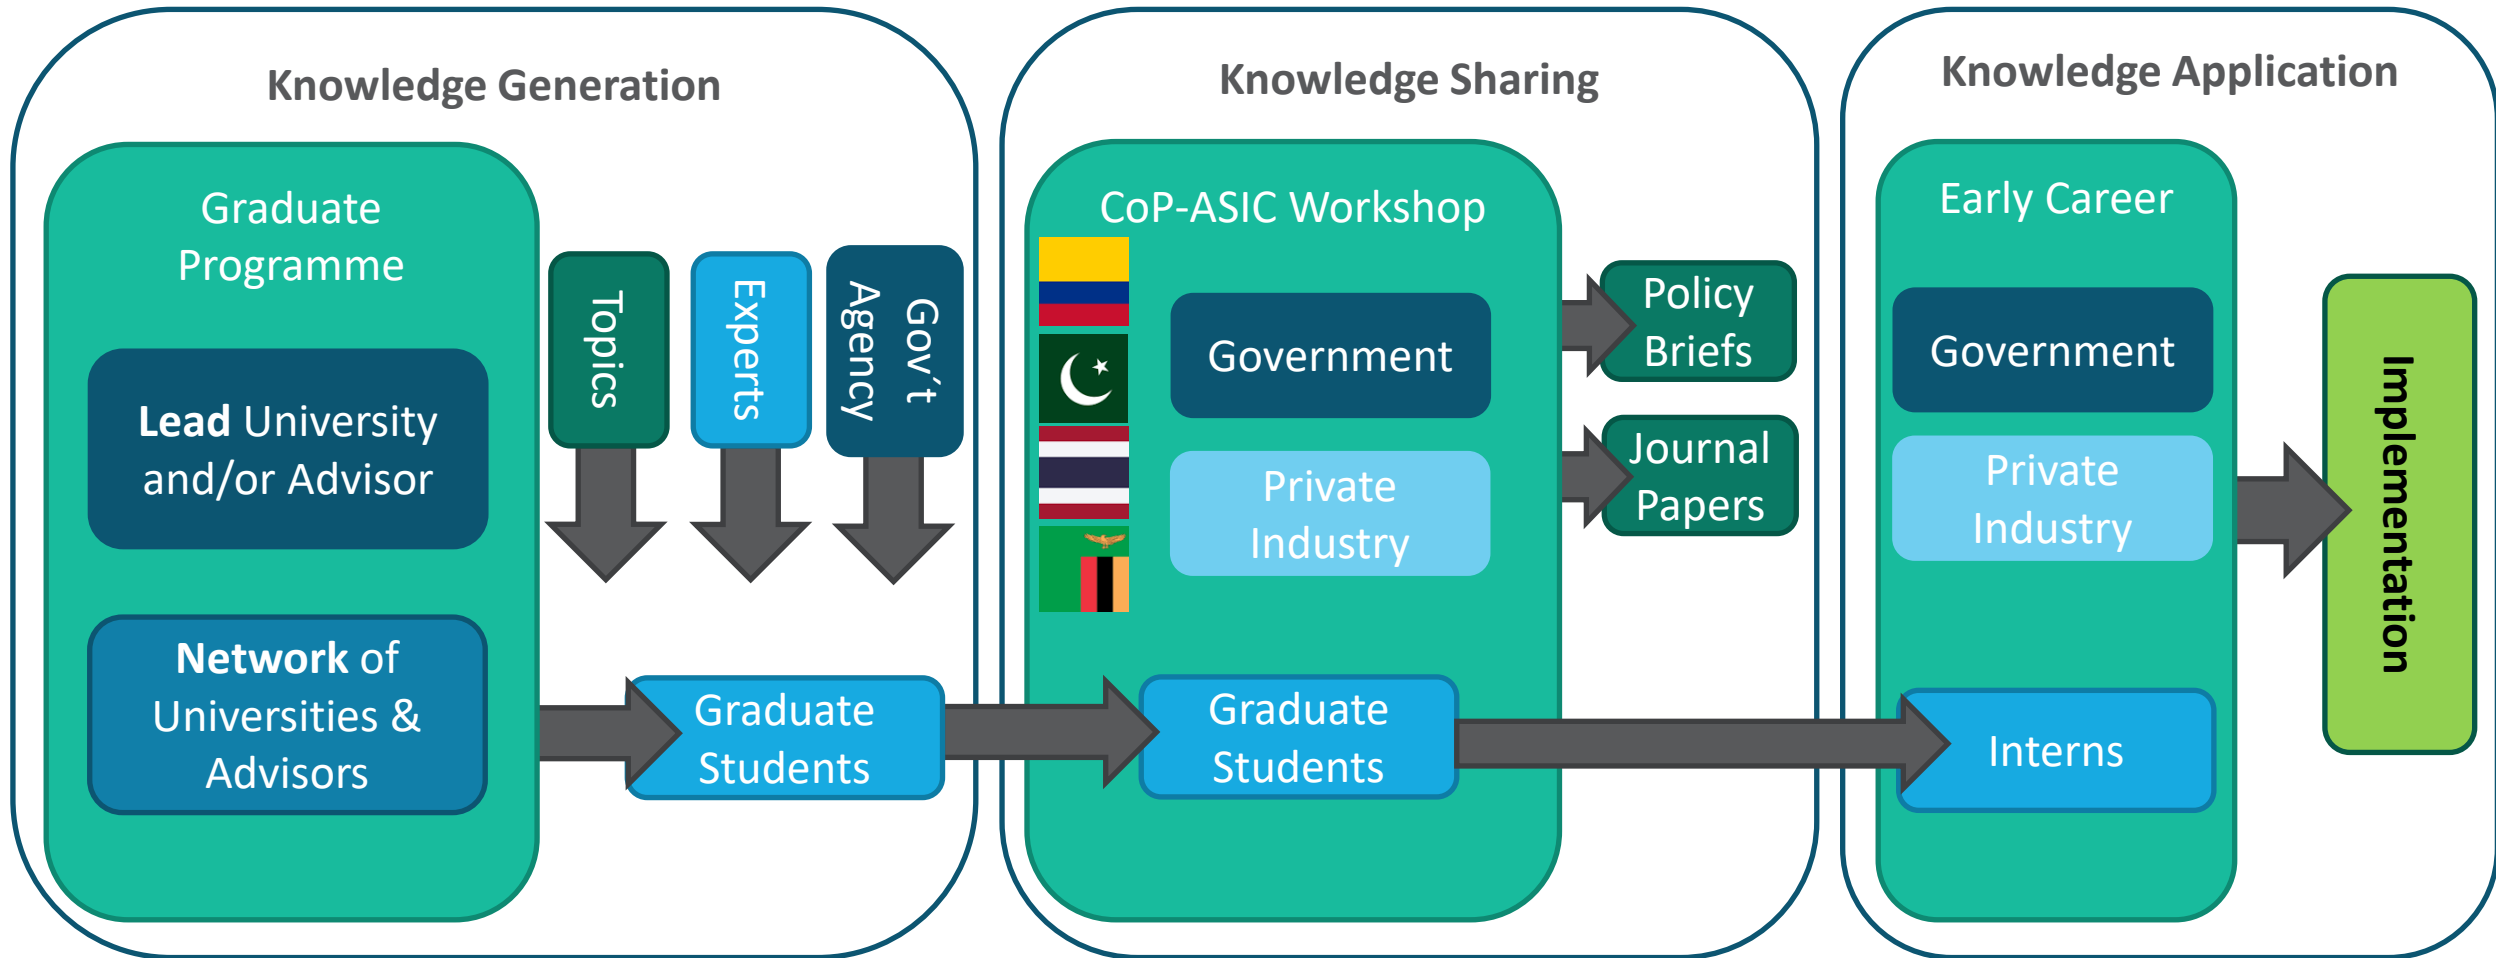 Knowledge Generation
Graduate
Programme
Lead University
and/or Advisor
Network of
Universities &
Advisors
Topics
Experts
Gov’t
Agency
Graduate
Students
Knowledge Sharing
CoP-ASIC Workshop
Government
Private
Industry
Graduate
Students
Policy
Briefs
Journal
Papers
Knowledge Application
Early Career
Government
Private
Industry
Interns
Implementation